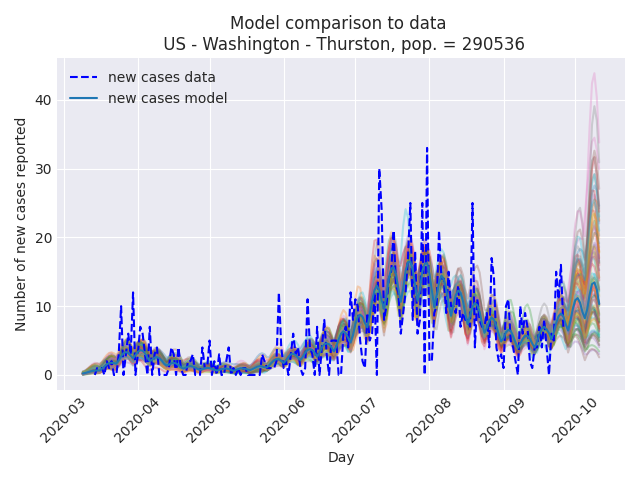 Model comparison to data
US - Washington - Thurston, pop. = 290536
new cases data
new cases model
Number of new cases reported
40
30
20
10
0
2020-03
2020-04
2020-05
2020-06
2020-07
2020-08
2020-09
2020-10
Day